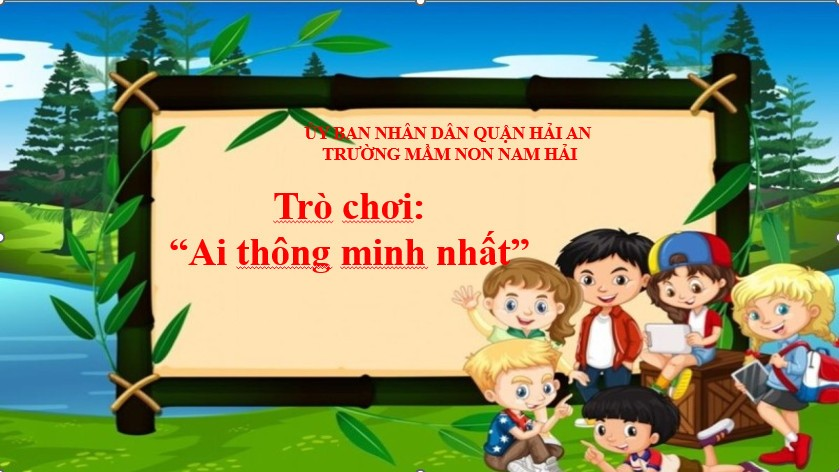 ỦY BAN NHÂN DÂN QUẬN HẢI AN
TRƯỜNG MẦM NON NAM HẢI
Trò chơi:
“Ai thông minh nhất”